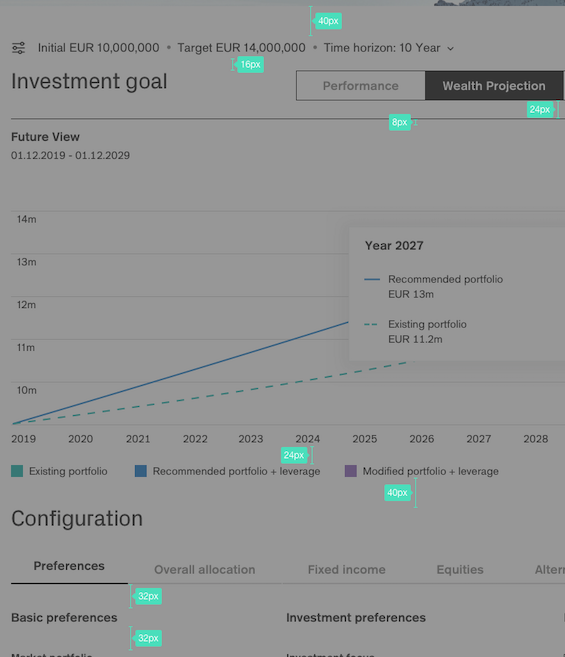 40px
Initial EUR 10,000,000 • Target EUR 14,000,000 • Time horizon: 10 Year
16px
Investment goal
Performance
Wealth Projection
24px
8px
Future View
01.12.2019 - 01.12.2029
14m
Year 2027
13m
Recommended portfolio
EUR 13m
12m
Existing portfolio
EUR 11.2m
11m
10m
2019 2020 2021 2022 2023 2024 2025 2026 2027 2028
24px
Existing portfolio
Recommended portfolio + leverage
Modified portfolio + leverage
40px
Configuration
Preferences Overall allocation Fixed income Equities Altern
32px
Basic preferences Investment preferences
32px
Market portfolio Investment focus